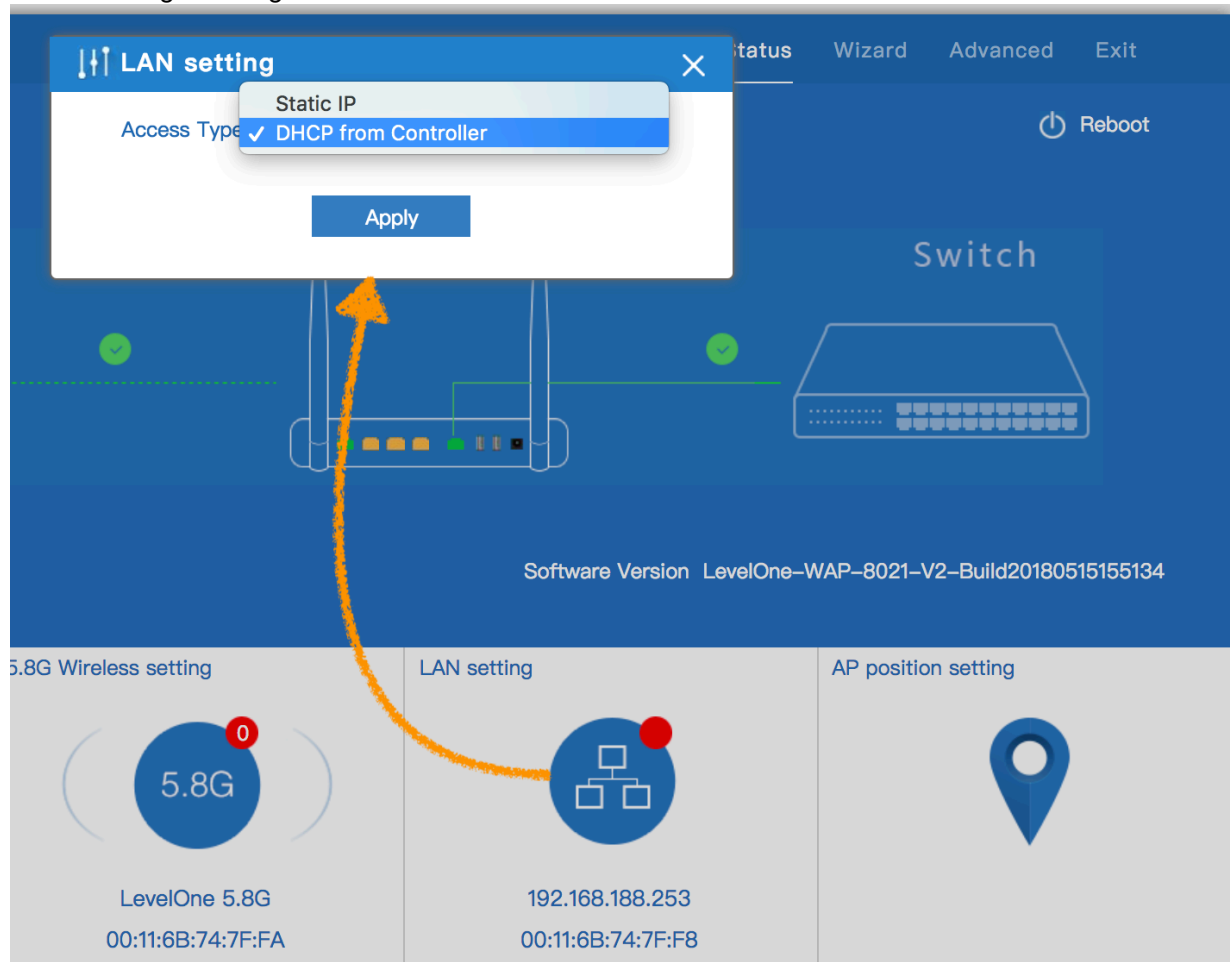 LAN setting
Status Wizard Advanced Exit
Static IP
Access Type
✓ DHCP from Controller
Reboot
Apply
Switch
Software Version LevelOne-WAP-8021-V2-Build20180515155134
5.8G Wireless setting
LAN setting
AP position setting
0
5.8G
LevelOne 5.8G
192.168.188.253
00:11:6B:74:7F:FA
00:11:6B:74:7F:F8